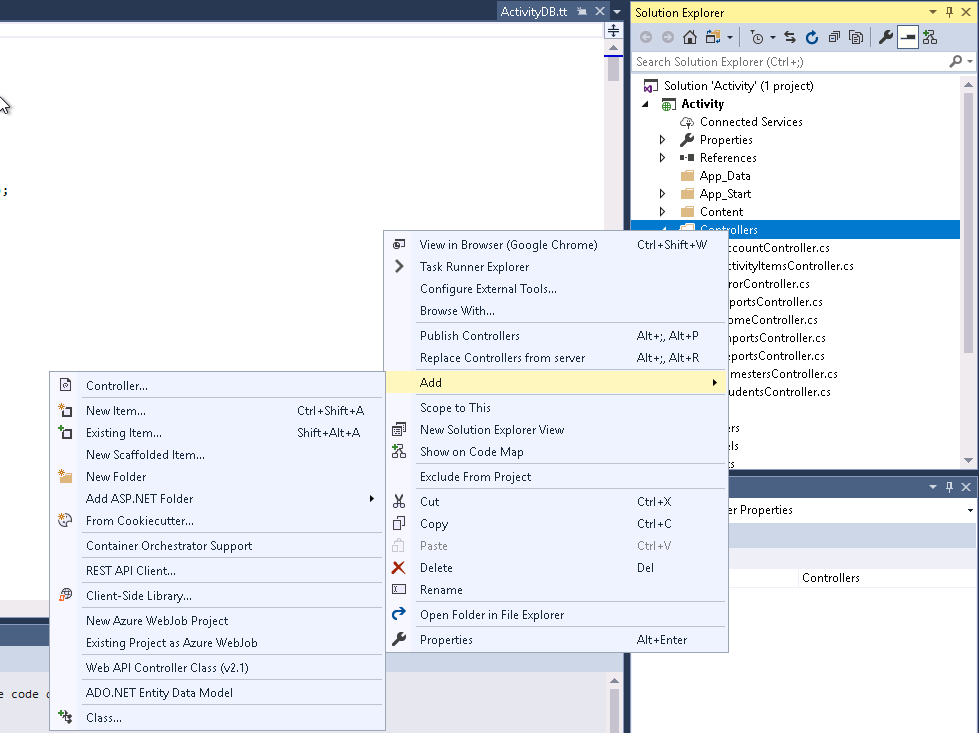 ActivityDB.tt
Solution Explorer
Search Solution Explorer (Ctrl+;)
Solution 'Activity' (1 project)
Activity
Connected Services
Properties
References
App_Data
App_Start
Content
Controllers
ccountController.cs
ctivityItemsController.cs
rorController.cs
portsController.cs
omeController.cs
nportsController.cs
eportsController.cs
mestersController.cs
udentsController.cs
ers
els
ts
);
View in Browser (Google Chrome) Ctrl+Shift+W
Task Runner Explorer
Configure External Tools...
Browse With...
Publish Controllers Alt+;, Alt+P
Replace Controllers from server Alt+;, Alt+R
Add
Scope to This
New Solution Explorer View
Show on Code Map
Exclude From Project
Cut Ctrl+X
Copy Ctrl+C
Paste Ctrl+V
Delete Del
Rename
Open Folder in File Explorer
Properties Alt+Enter
Controller...
New Item... Ctrl+Shift+A
Existing Item... Shift+Alt+A
New Scaffolded Item...
New Folder
Add ASP.NET Folder
From Cookiecutter...
Container Orchestrator Support
REST API Client...
Client-Side Library...
New Azure WebJob Project
Existing Project as Azure WebJob
Web API Controller Class (v2.1)
ADO.NET Entity Data Model
Class...
er Properties
Controllers
e code